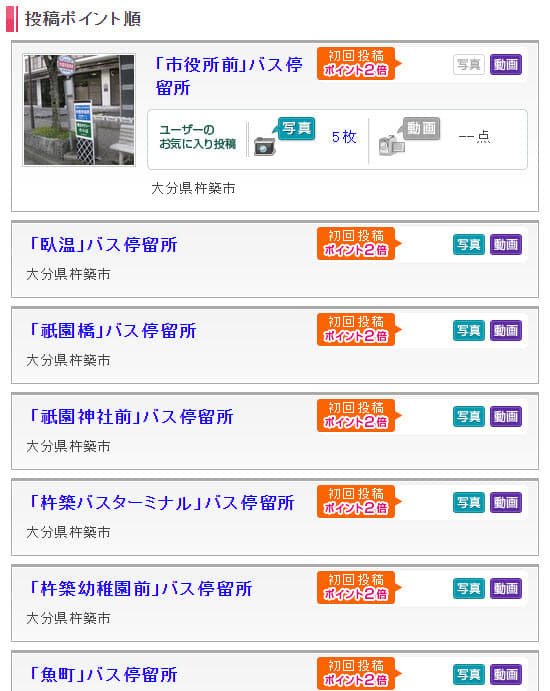 投稿ポイント順
「市役所前」バス停
留所
初回投稿
ポイント2倍
写真 動画
ユーザーの
お気に入り投稿
写真 5枚
動画 --点
大分県杵築市
「臥温」バス停留所
初回投稿
ポイント2倍
写真 動画
大分県杵築市
「祇園橋」バス停留所
初回投稿
ポイント2倍
写真 動画
大分県杵築市
「祇園神社前」バス停留所
初回投稿
ポイント2倍
写真 動画
大分県杵築市
「杵築バスターミナル」バス停留所
初回投稿
ポイント2倍
写真 動画
大分県杵築市
「杵築幼稚園前」バス停留所
初回投稿
ポイント2倍
写真 動画
大分県杵築市
「魚町」バス停留所
初回投稿
ポイント2倍
写真 動画